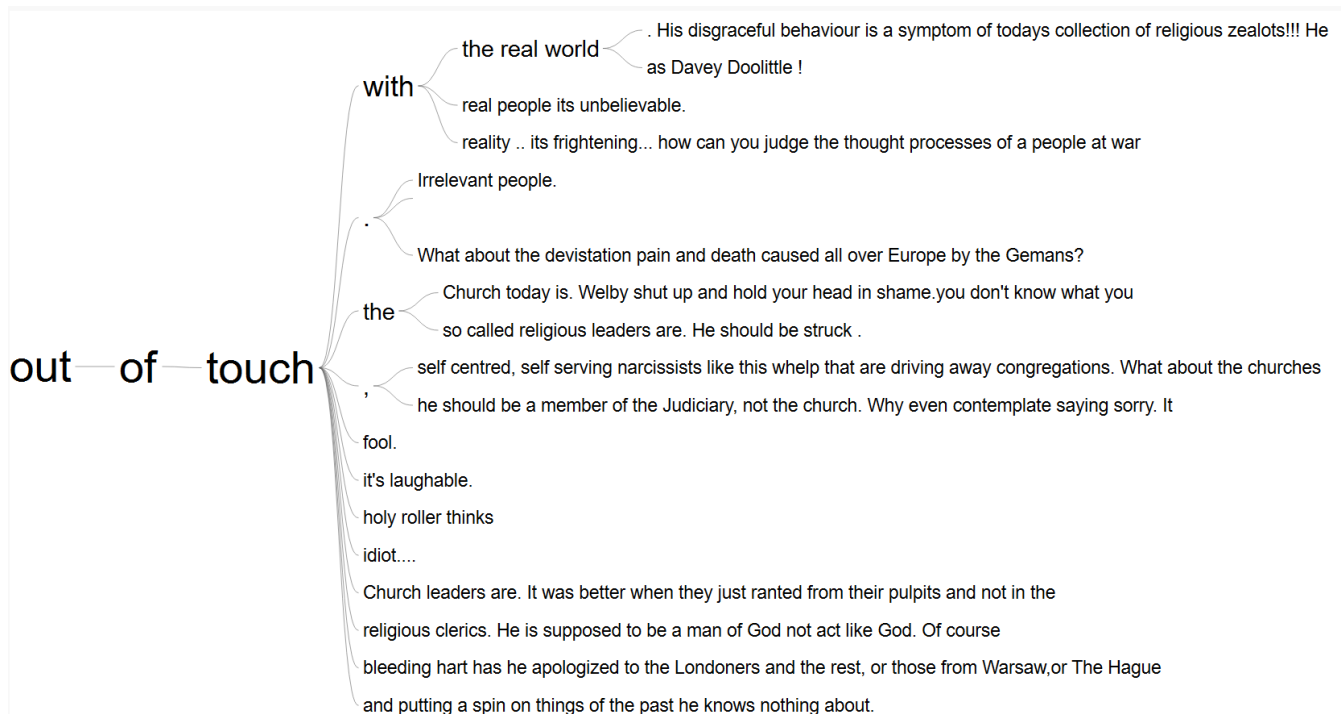 . His disgraceful behaviour is a symptom of todays collection of religious zealots!!! He
the real world
as Davey Doolittle !
with
real people its unbelievable.
reality .. its frightening... how can you judge the thought processes of a people at war
Irrelevant people.
.
What about the devistation pain and death caused all over Europe by the Gemans?
Church today is. Welby shut up and hold your head in shame.you don't know what you
the
so called religious leaders are. He should be struck .
out of touch
self centred, self serving narcissists like this whelp that are driving away congregations. What about the churches
,
he should be a member of the Judiciary, not the church. Why even contemplate saying sorry. It
fool.
it's laughable.
holy roller thinks
idiot....
Church leaders are. It was better when they just ranted from their pulpits and not in the
religious clerics. He is supposed to be a man of God not act like God. Of course
bleeding hart has he apologized to the Londoners and the rest, or those from Warsaw,or The Hague
and putting a spin on things of the past he knows nothing about.